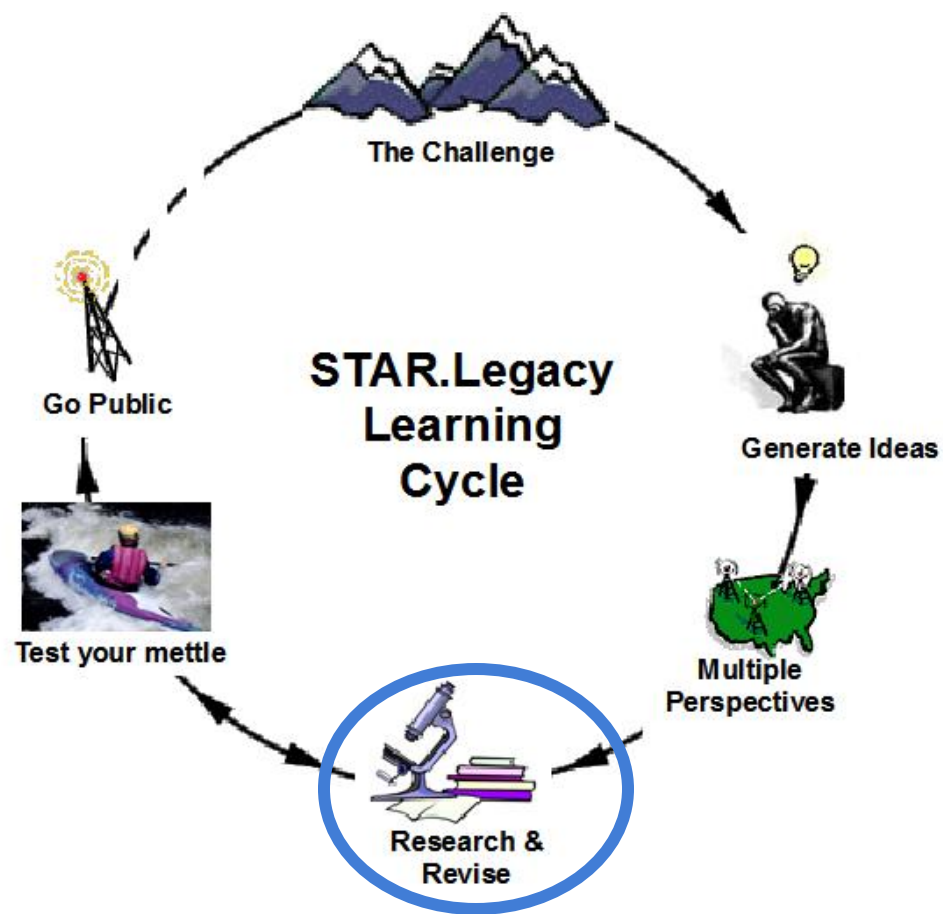 The Challenge
Generate Ideas
Multiple
Perspectives
Research &
Revise
Test your mettle
Go Public
STAR.Legacy
Learning
Cycle